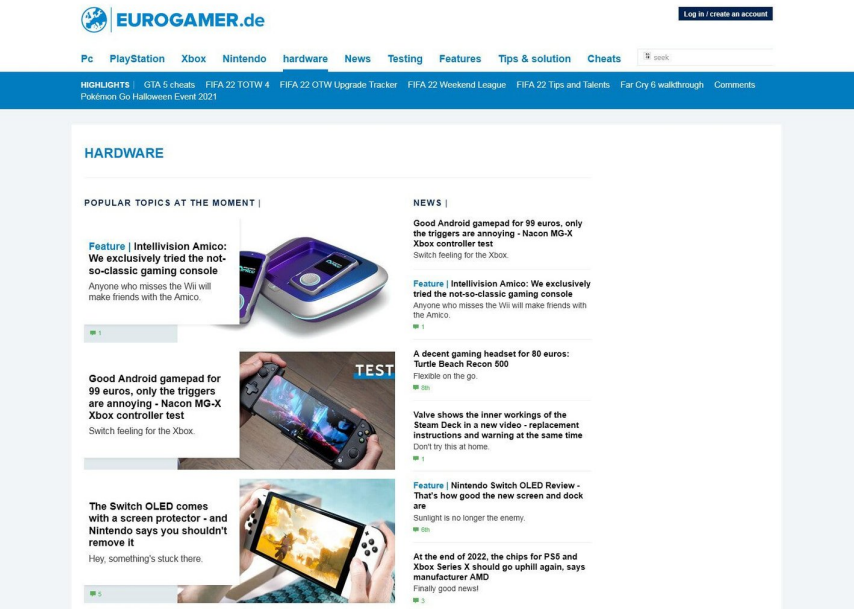 EUROGAMER.de
Log in / create an account
Pc PlayStation Xbox Nintendo hardware News Testing Features Tips & solution Cheats seek
HIGHLIGHTS | GTA 5 cheats FIFA 22 TOTW 4 FIFA 22 OTW Upgrade Tracker FIFA 22 Weekend League FIFA 22 Tips and Talents Far Cry 6 walkthrough Comments
Pokémon Go Halloween Event 2021
HARDWARE
POPULAR TOPICS AT THE MOMENT |
Feature | Intellivision Amico:
We exclusively tried the not-
so-classic gaming console
Anyone who misses the Wii will
make friends with the Amico.
1
Good Android gamepad for
99 euros, only the triggers
are annoying - Nacon MG-X
Xbox controller test
Switch feeling for the Xbox.
TEST
The Switch OLED comes
with a screen protector - and
Nintendo says you shouldn't
remove it
Hey, something's stuck there.
5
NEWS |
Good Android gamepad for 99 euros, only
the triggers are annoying - Nacon MG-X
Xbox controller test
Switch feeling for the Xbox.
Feature | Intellivision Amico: We exclusively
tried the not-so-classic gaming console
Anyone who misses the Wii will make friends with
the Amico.
1
A decent gaming headset for 80 euros:
Turtle Beach Recon 500
Flexible on the go.
6th
Valve shows the inner workings of the
Steam Deck in a new video - replacement
instructions and warning at the same time
Don't try this at home.
1
Feature | Nintendo Switch OLED Review -
That's how good the new screen and dock
are
Sunlight is no longer the enemy.
6th
At the end of 2022, the chips for PS5 and
Xbox Series X should go uphill again, says
manufacturer AMD
Finally good news!
3